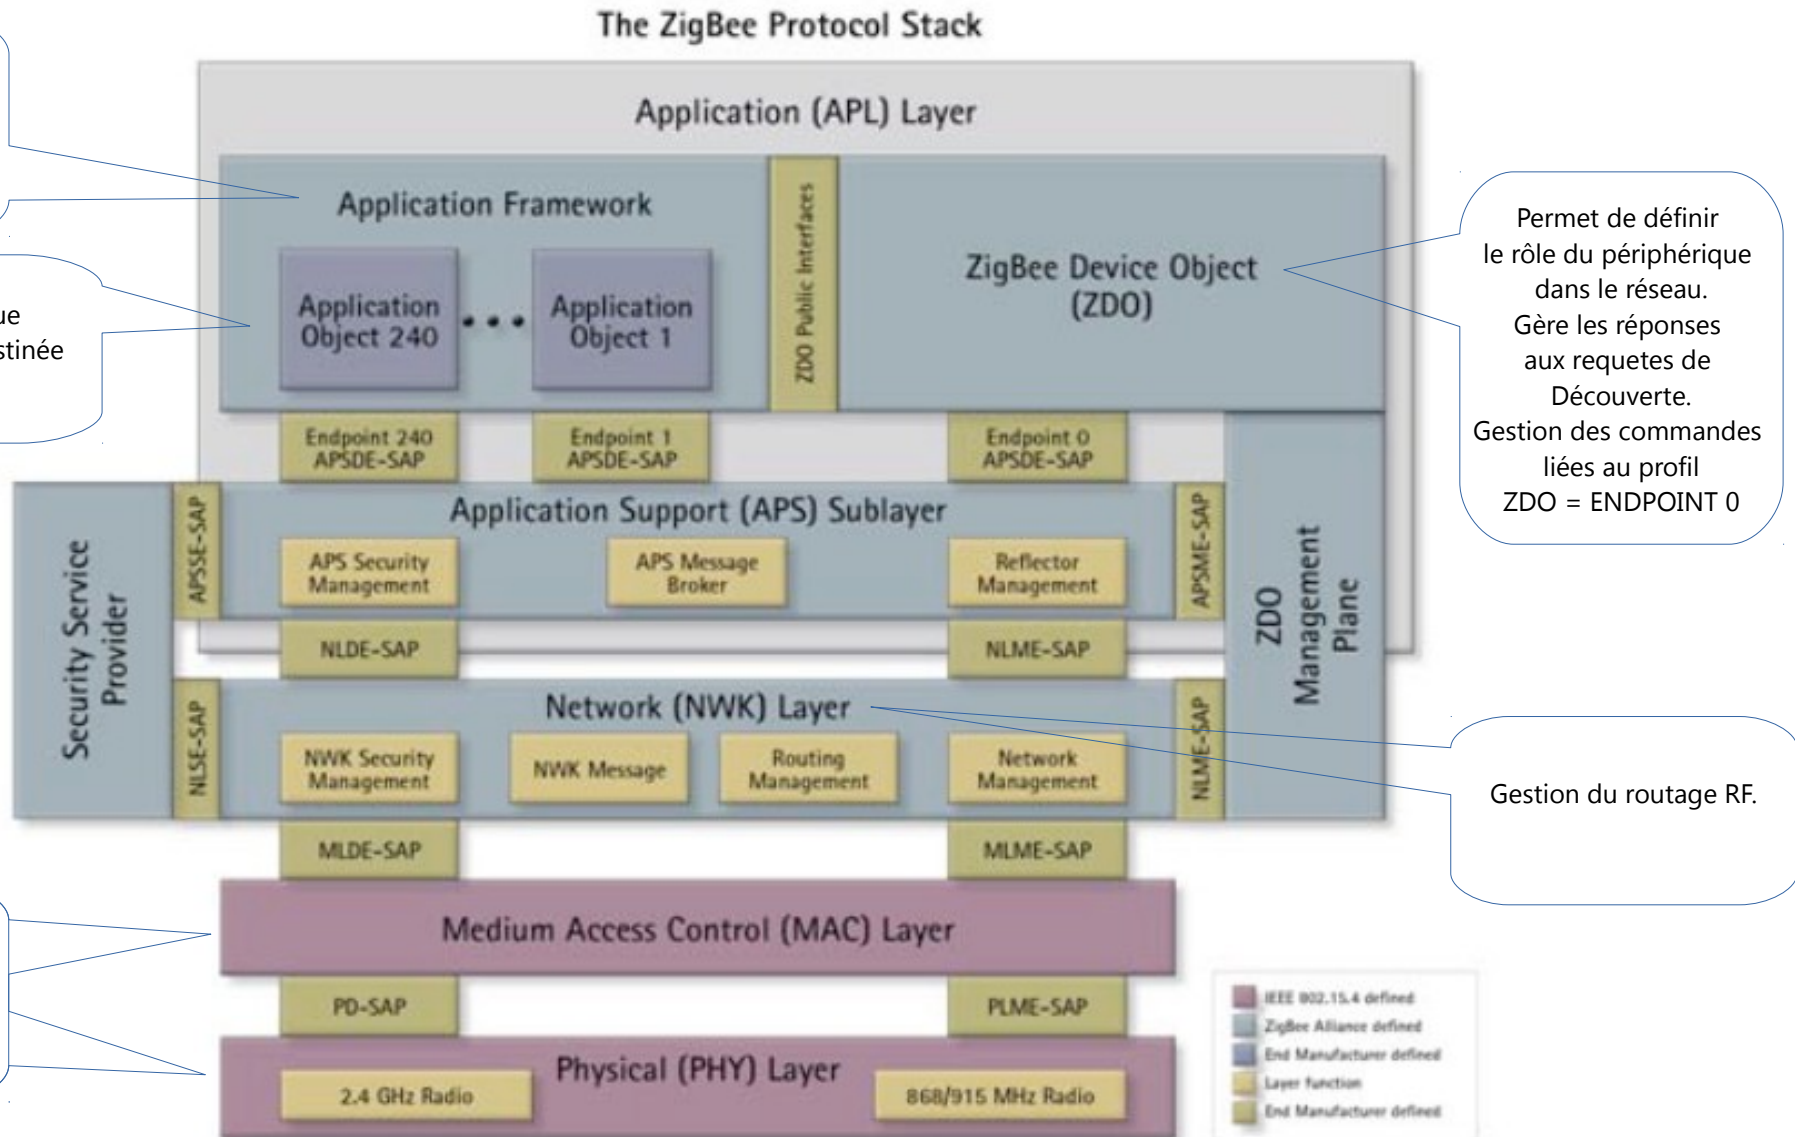 The ZigBee Protocol Stack
Application (APL) Layer
Application Framework
Application
Object 240
Application
Object 1
ZDO Public Interfaces
ZigBee Device Object
(ZDO)
Permet de définir
le rôle du périphérique
dans le réseau.
Gère les réponses
aux requetes de
Découverte.
Gestion des commandes
liées au profil
ZDO = ENDPOINT 0
ue
stinée
Endpoint 240
APSDE-SAP
Endpoint 1
APSDE-SAP
Endpoint 0
APSDE-SAP
Security Service
Provider
APSSE-SAP
Application Support (APS) Sublayer
APS Security
Management
APS Message
Broker
Reflector
Management
APSME-SAP
ZDO
Management
Plane
NLDE-SAP
NLME-SAP
NLSE-SAP
Network (NWK) Layer
NWK Security
Management
NWK Message
Routing
Management
Network
Management
NLME-SAP
Gestion du routage RF.
MLDE-SAP
MLME-SAP
Medium Access Control (MAC) Layer
PD-SAP
PLME-SAP
Physical (PHY) Layer
2.4 GHz Radio
868/915 MHz Radio
IEEE 802.15.4 defined
ZigBee Alliance defined
End Manufacturer defined
Layer function
End Manufacturer defined